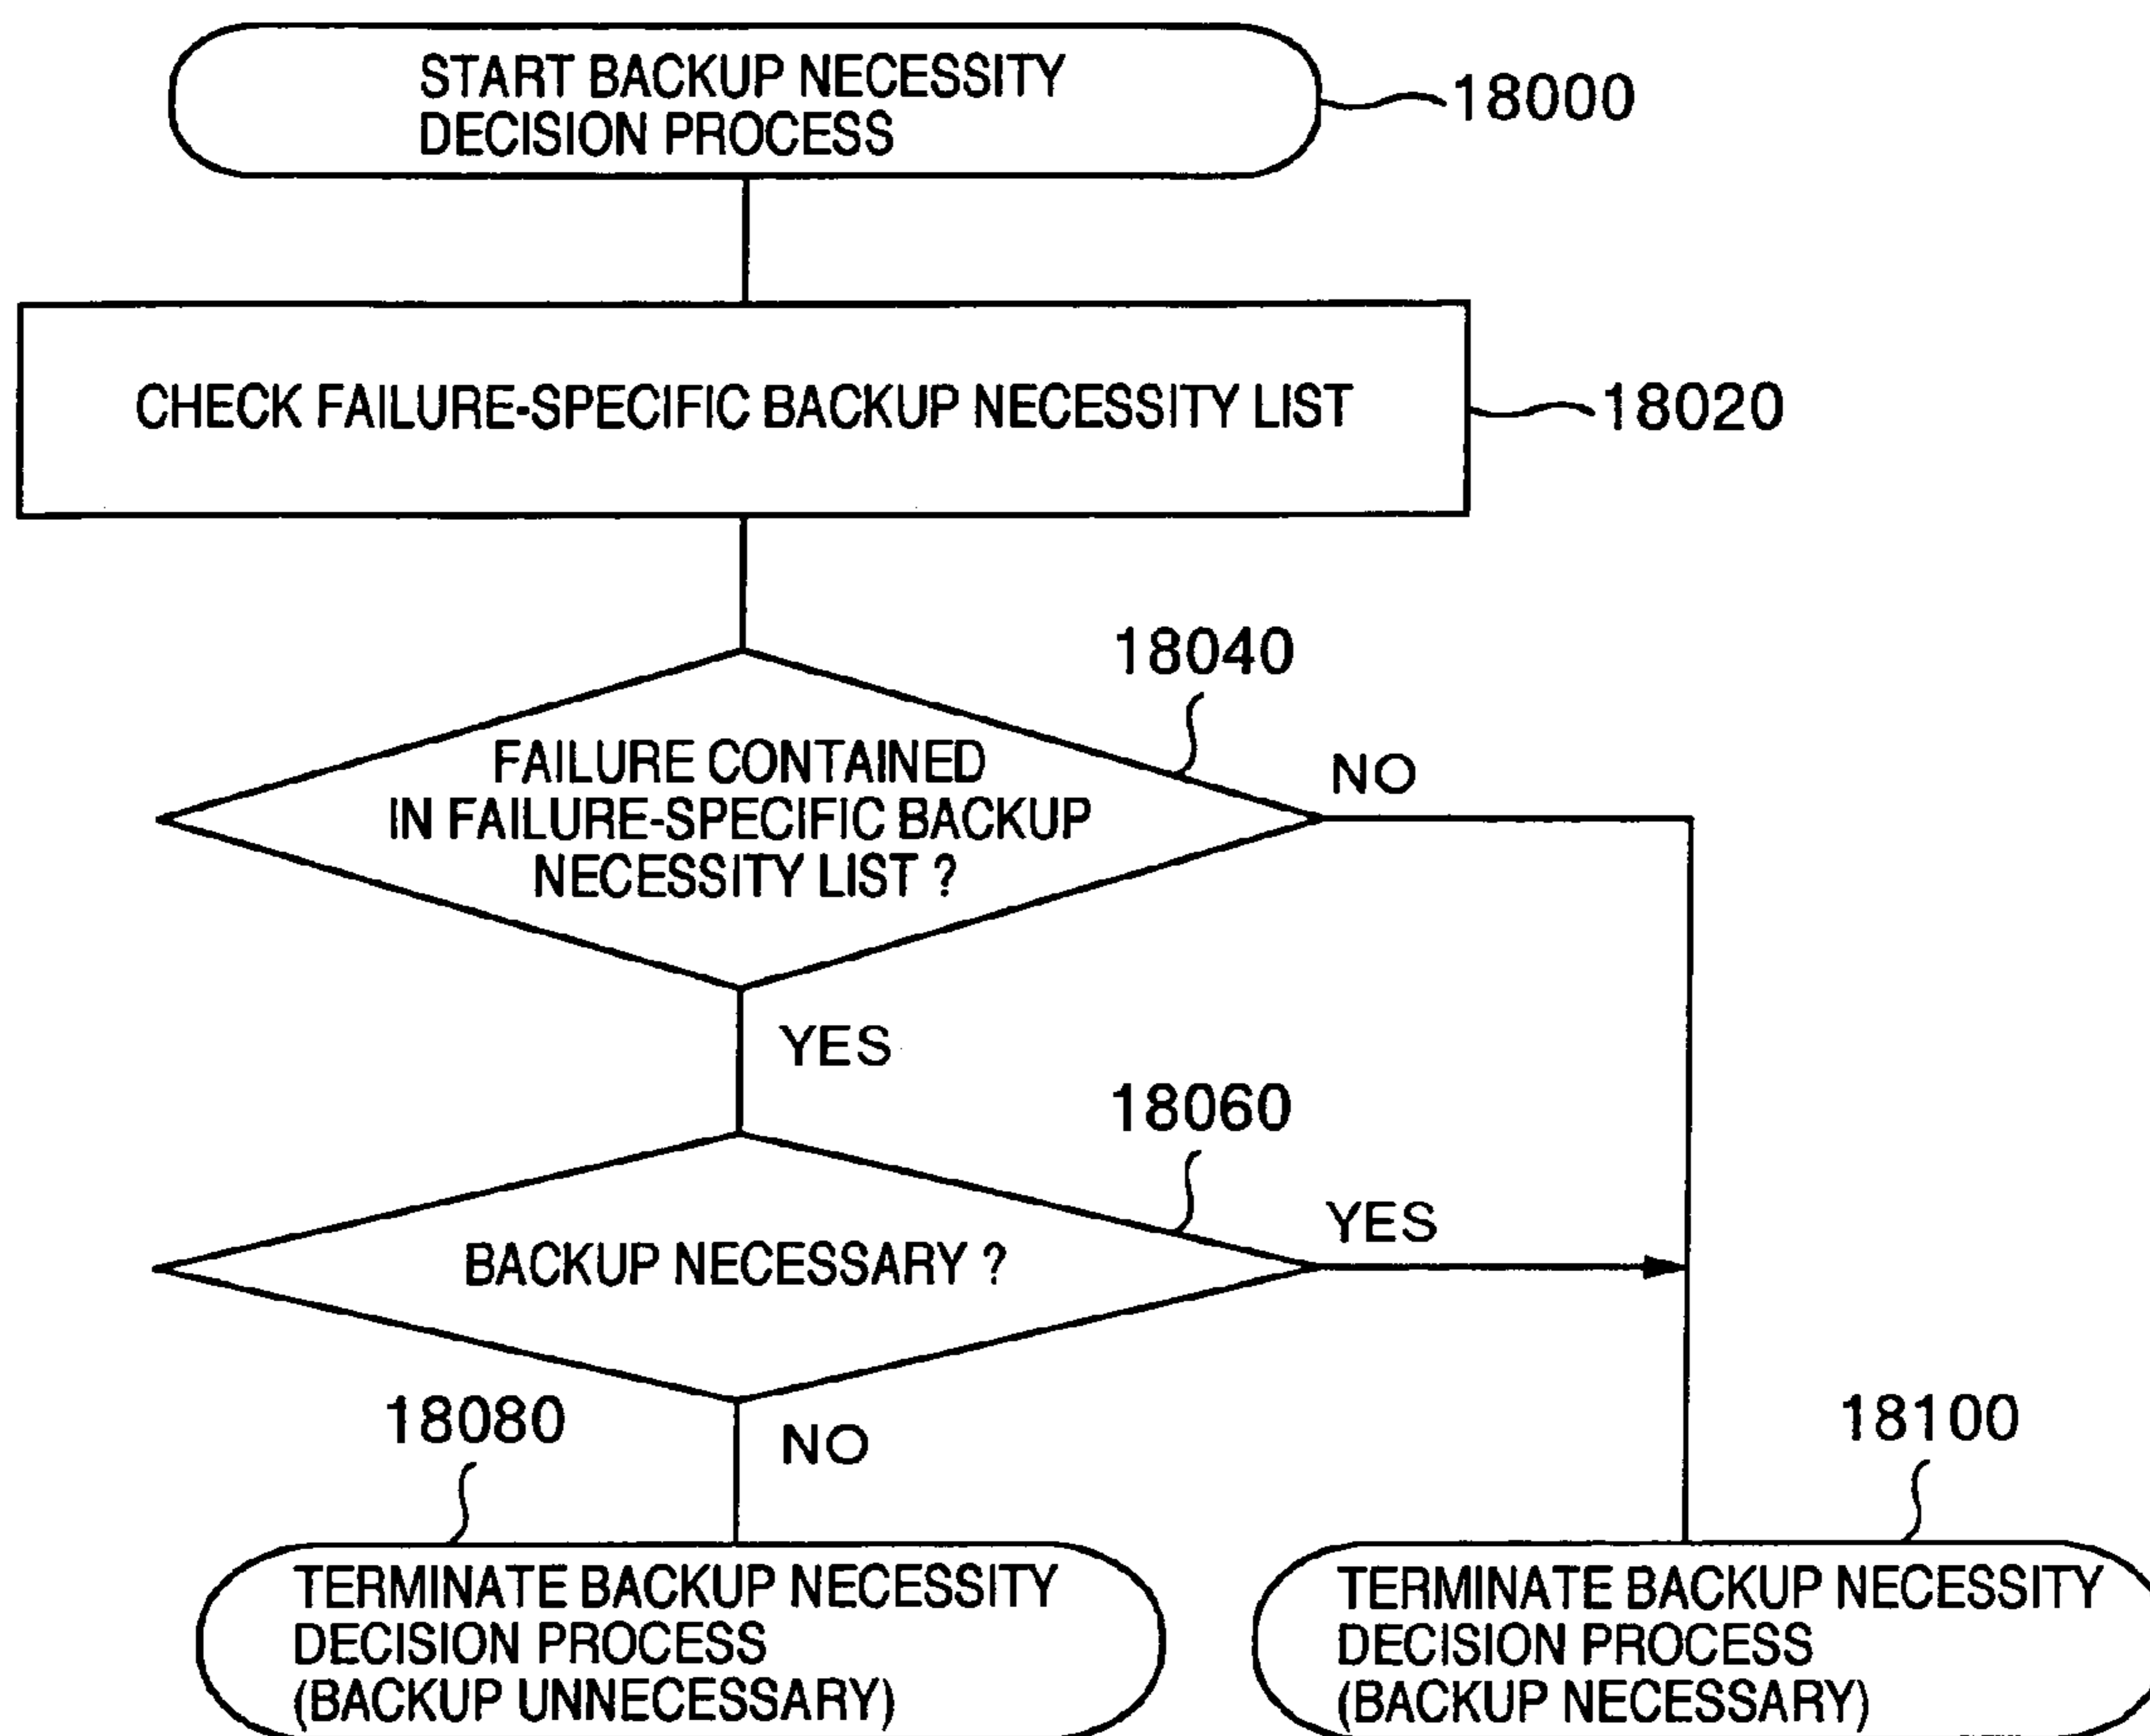 START BACKUP NECESSITY
DECISION PROCESS
18000
CHECK FAILURE-SPECIFIC BACKUP NECESSITY LIST
18020
18040
FAILURE CONTAINED
IN FAILURE-SPECIFIC BACKUP
NECESSITY LIST ?
NO
YES
18060
BACKUP NECESSARY ?
YES
18080
NO
18100
TERMINATE BACKUP NECESSITY
DECISION PROCESS
(BACKUP UNNECESSARY)
TERMINATE BACKUP NECESSITY
DECISION PROCESS
(BACKUP NECESSARY)